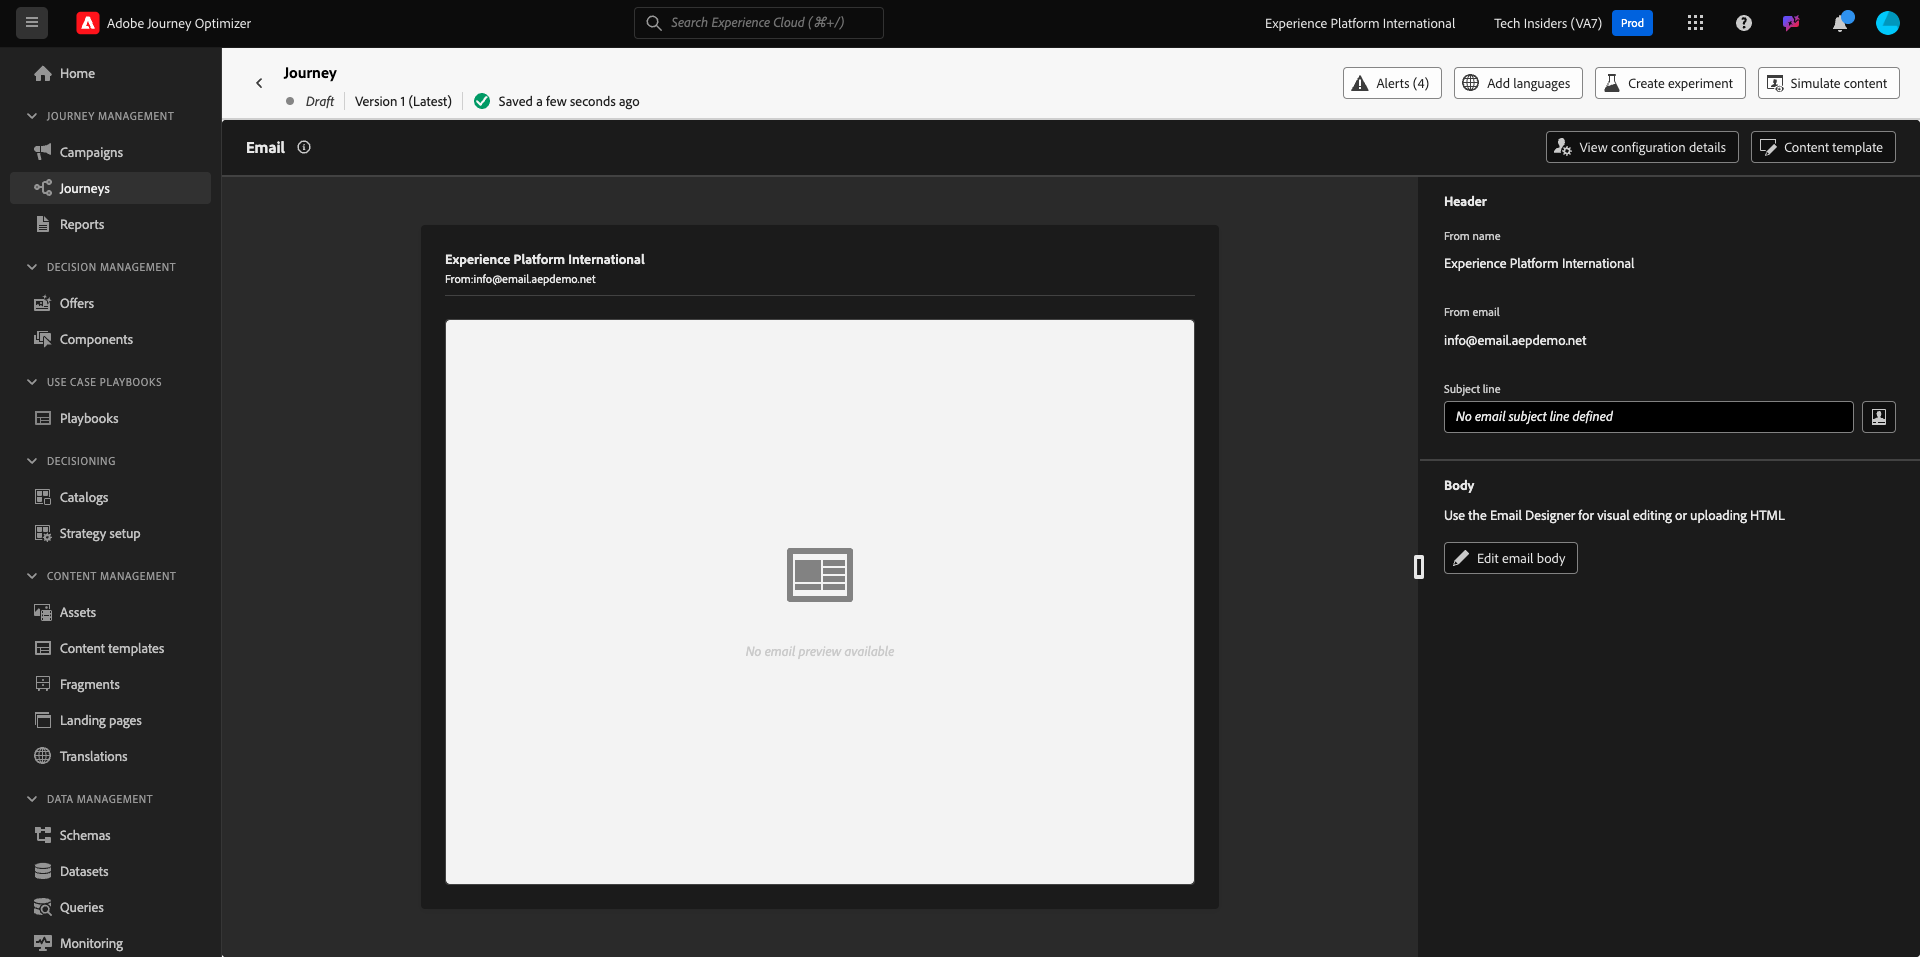 Adobe Journey Optimizer
Search Experience Cloud (⌘+/)
Experience Platform International
Tech Insiders (VA7)
Prod
Home
JOURNEY MANAGEMENT
Campaigns
Journeys
Reports
DECISION MANAGEMENT
Offers
Components
USE CASE PLAYBOOKS
Playbooks
DECISIONING
Catalogs
Strategy setup
CONTENT MANAGEMENT
Assets
Content templates
Fragments
Landing pages
Translations
DATA MANAGEMENT
Schemas
Datasets
Queries
Monitoring
Journey
Draft
Version 1 (Latest)
Saved a few seconds ago
Alerts (4)
Add languages
Create experiment
Simulate content
Email
View configuration details
Content template
Experience Platform International
From:info@email.aepdemo.net
No email preview available
Header
From name
Experience Platform International
From email
info@email.aepdemo.net
Subject line
No email subject line defined
Body
Use the Email Designer for visual editing or uploading HTML
Edit email body